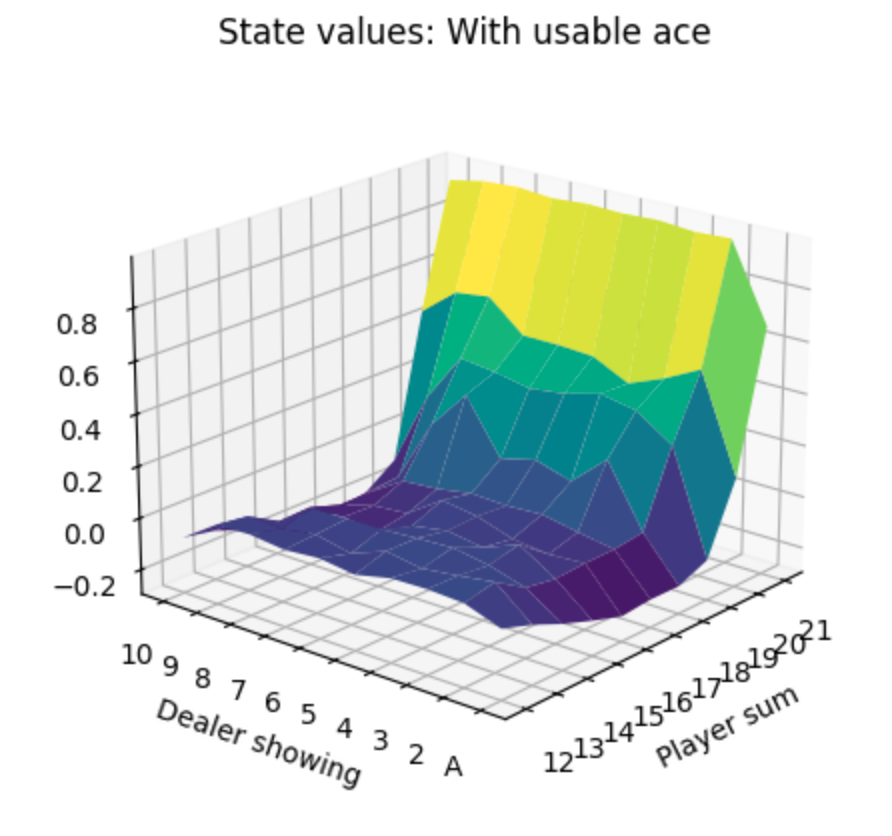 State values: With usable ace
0.8
0.6
0.4
0.2
0.0
−0.2
10 9 8 7 6 5 4 3 2 A
Dealer showing
12 13 14 15 16 17 18 19 20 21
Player sum